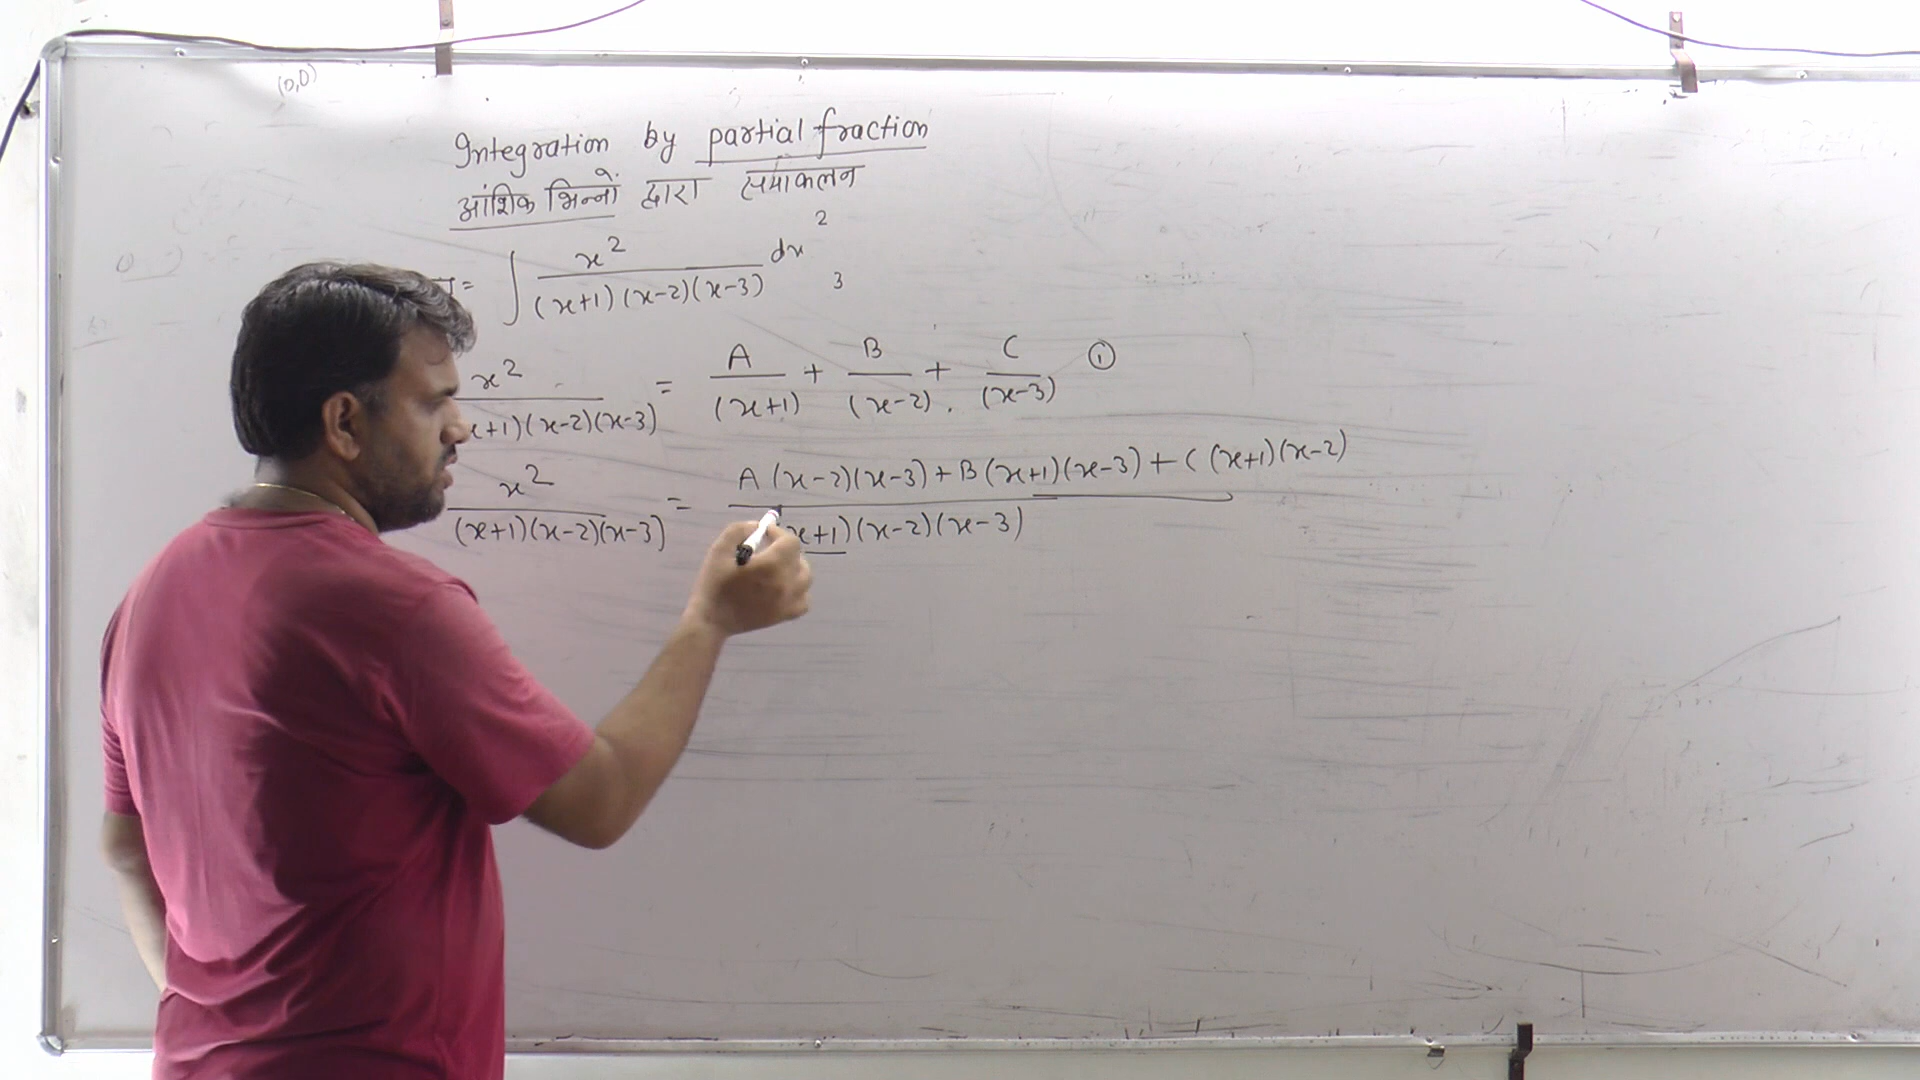 (0,0)
Integration by partial fraction
आंशिक भिन्नों द्वारा समाकलन
= ∫ x² / (x+1)(x-2)(x-3) dx 2 3
x² / x+1)(x-2)(x-3) = A/(x+1) + B/(x-2) + C/(x-3) ①
x² / (x+1)(x-2)(x-3) = A(x-2)(x-3)+B(x+1)(x-3)+C(x+1)(x-2) / x+1)(x-2)(x-3)